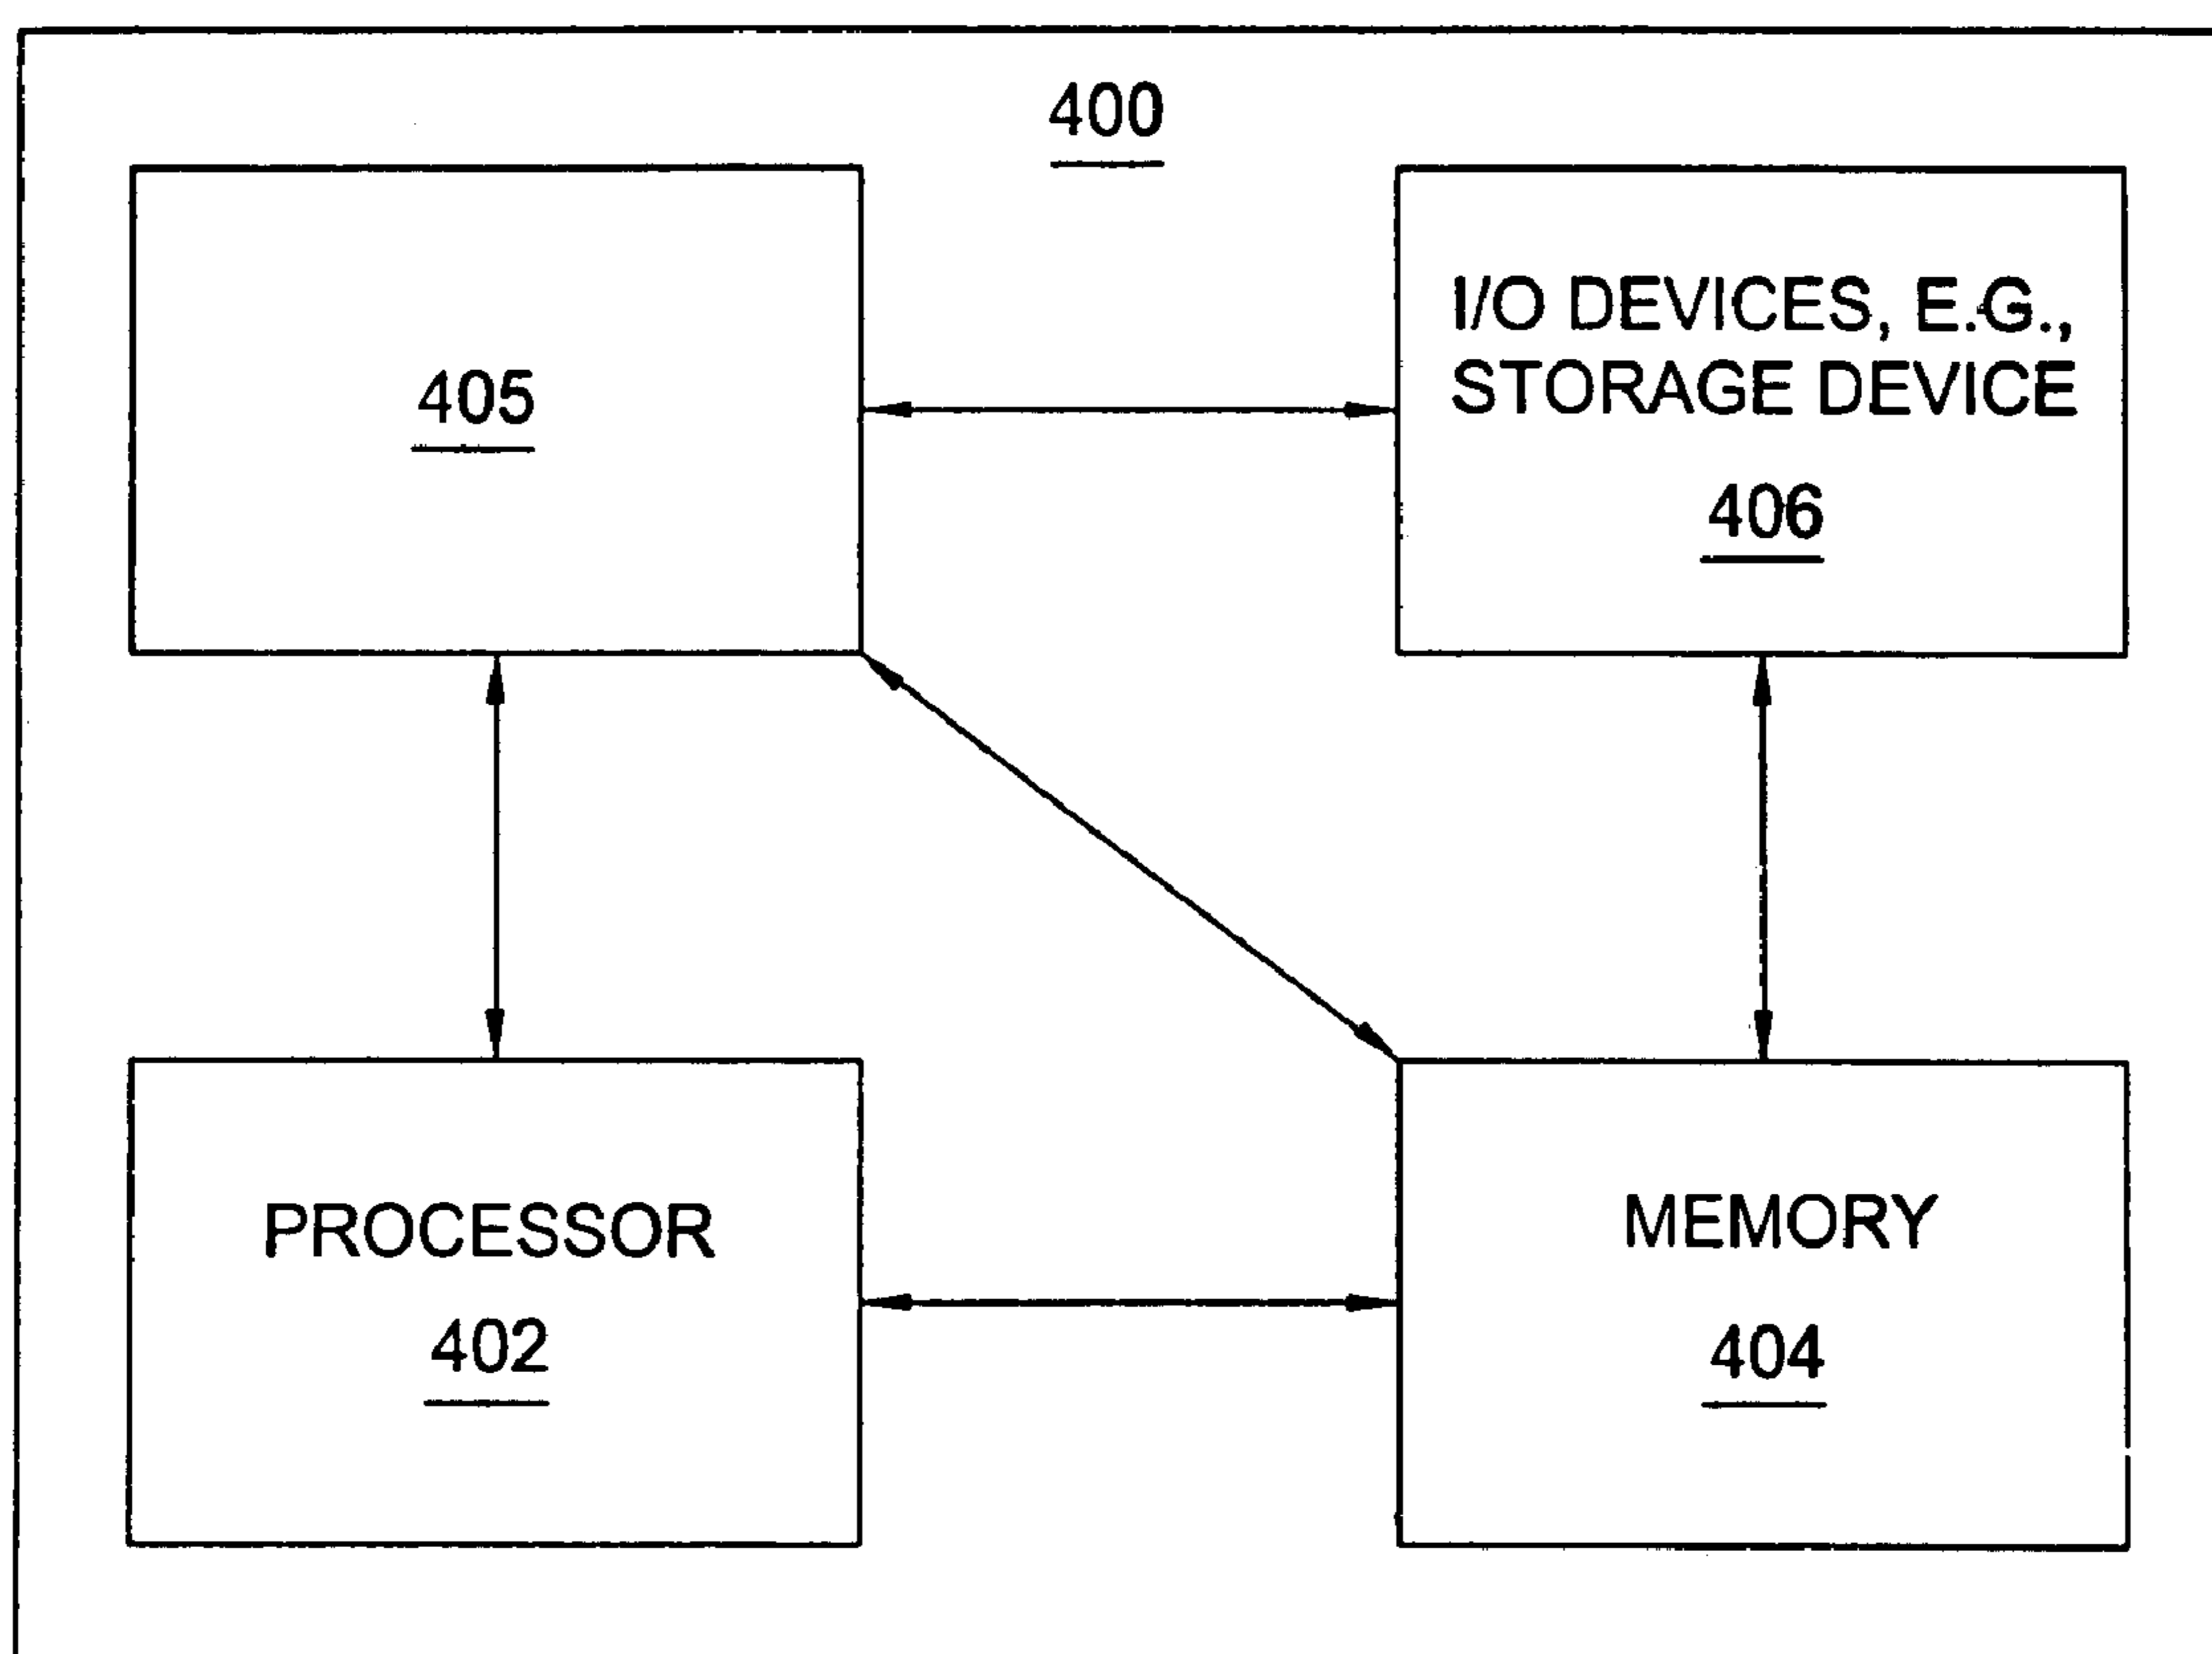 400
405
I/O DEVICES, E.G.,
STORAGE DEVICE
406
PROCESSOR
402
MEMORY
404